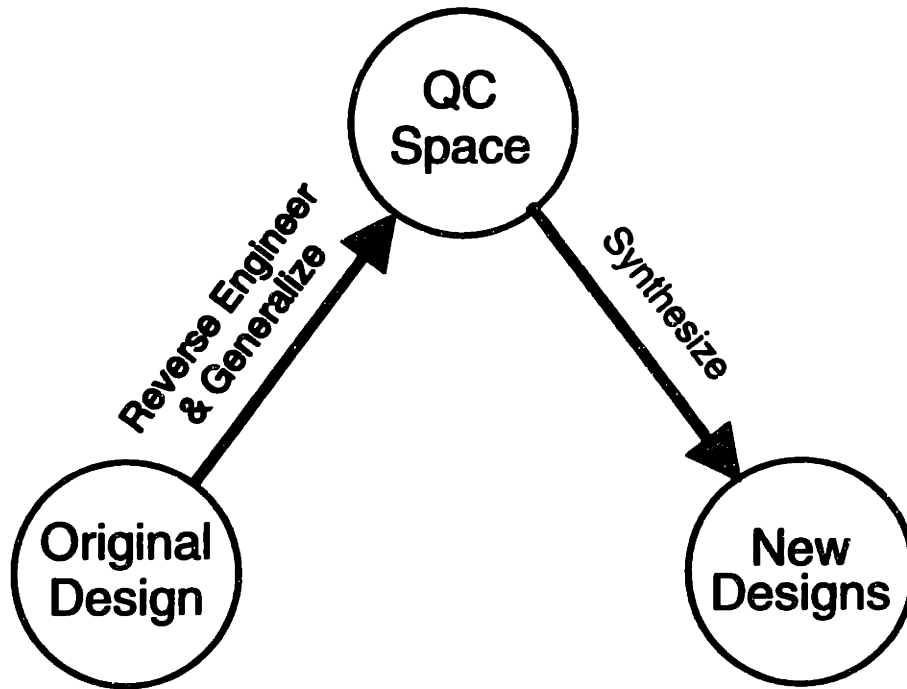 QC
Space
Reverse Engineer
& Generalize
Synthesize
Original
Design
New
Designs